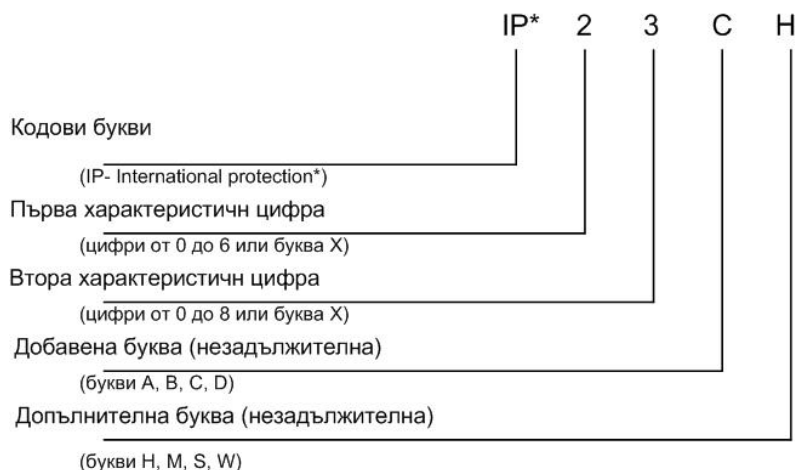 IP* 2 3 C H
Кодови букви
(IP- International protection*)
Първа характеристичн цифра
(цифри от 0 до 6 или буква X)
Втора характеристичн цифра
(цифри от 0 до 8 или буква X)
Добавена буква (незадължителна)
(букви A, B, C, D)
Допълнителна буква (незадължителна)
(букви H, M, S, W)